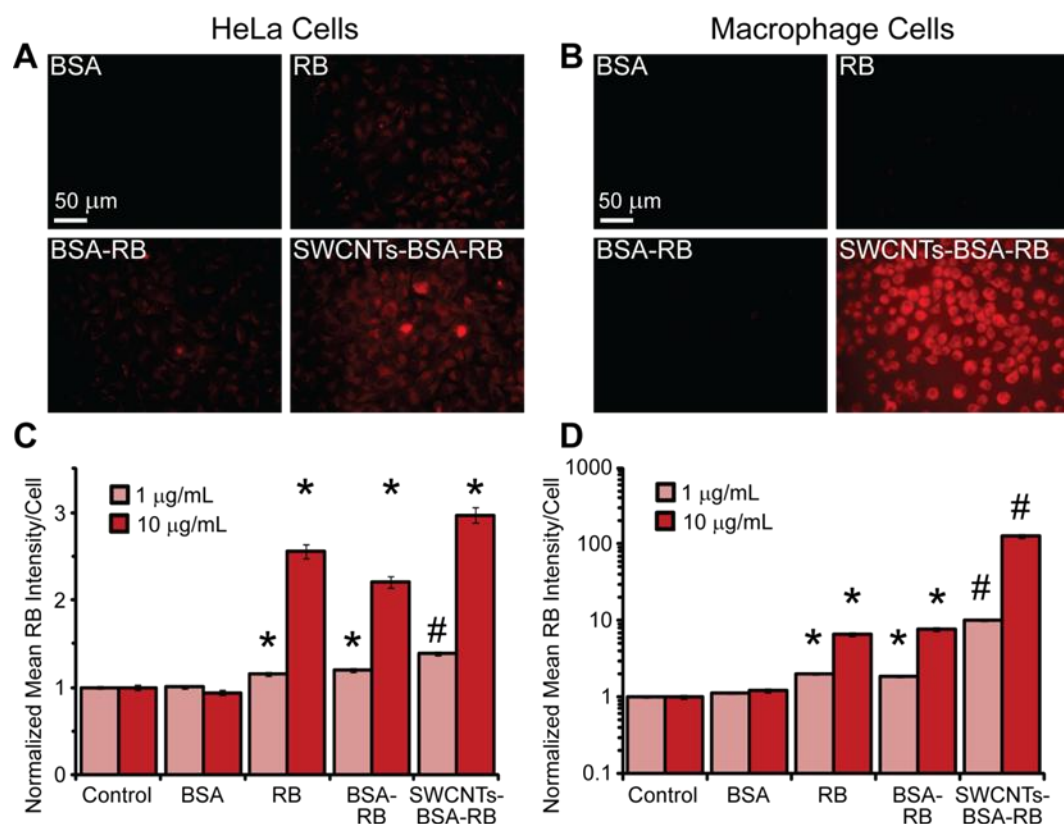 HeLa Cells
Macrophage Cells
A
BSA
RB
50 μm
BSA-RB
SWCNTs-BSA-RB
B
BSA
RB
50 μm
BSA-RB
SWCNTs-BSA-RB
C
Normalized Mean RB Intensity/Cell
3
2
1
0
1 μg/mL
10 μg/mL
*
*
*
*
#
*
Control
BSA
RB
BSA-
RB
SWCNTs-
BSA-RB
D
Normalized Mean RB Intensity/Cell
1000
100
10
1
0.1
1 μg/mL
10 μg/mL
*
*
*
*
#
#
Control
BSA
RB
BSA-
RB
SWCNTs-
BSA-RB